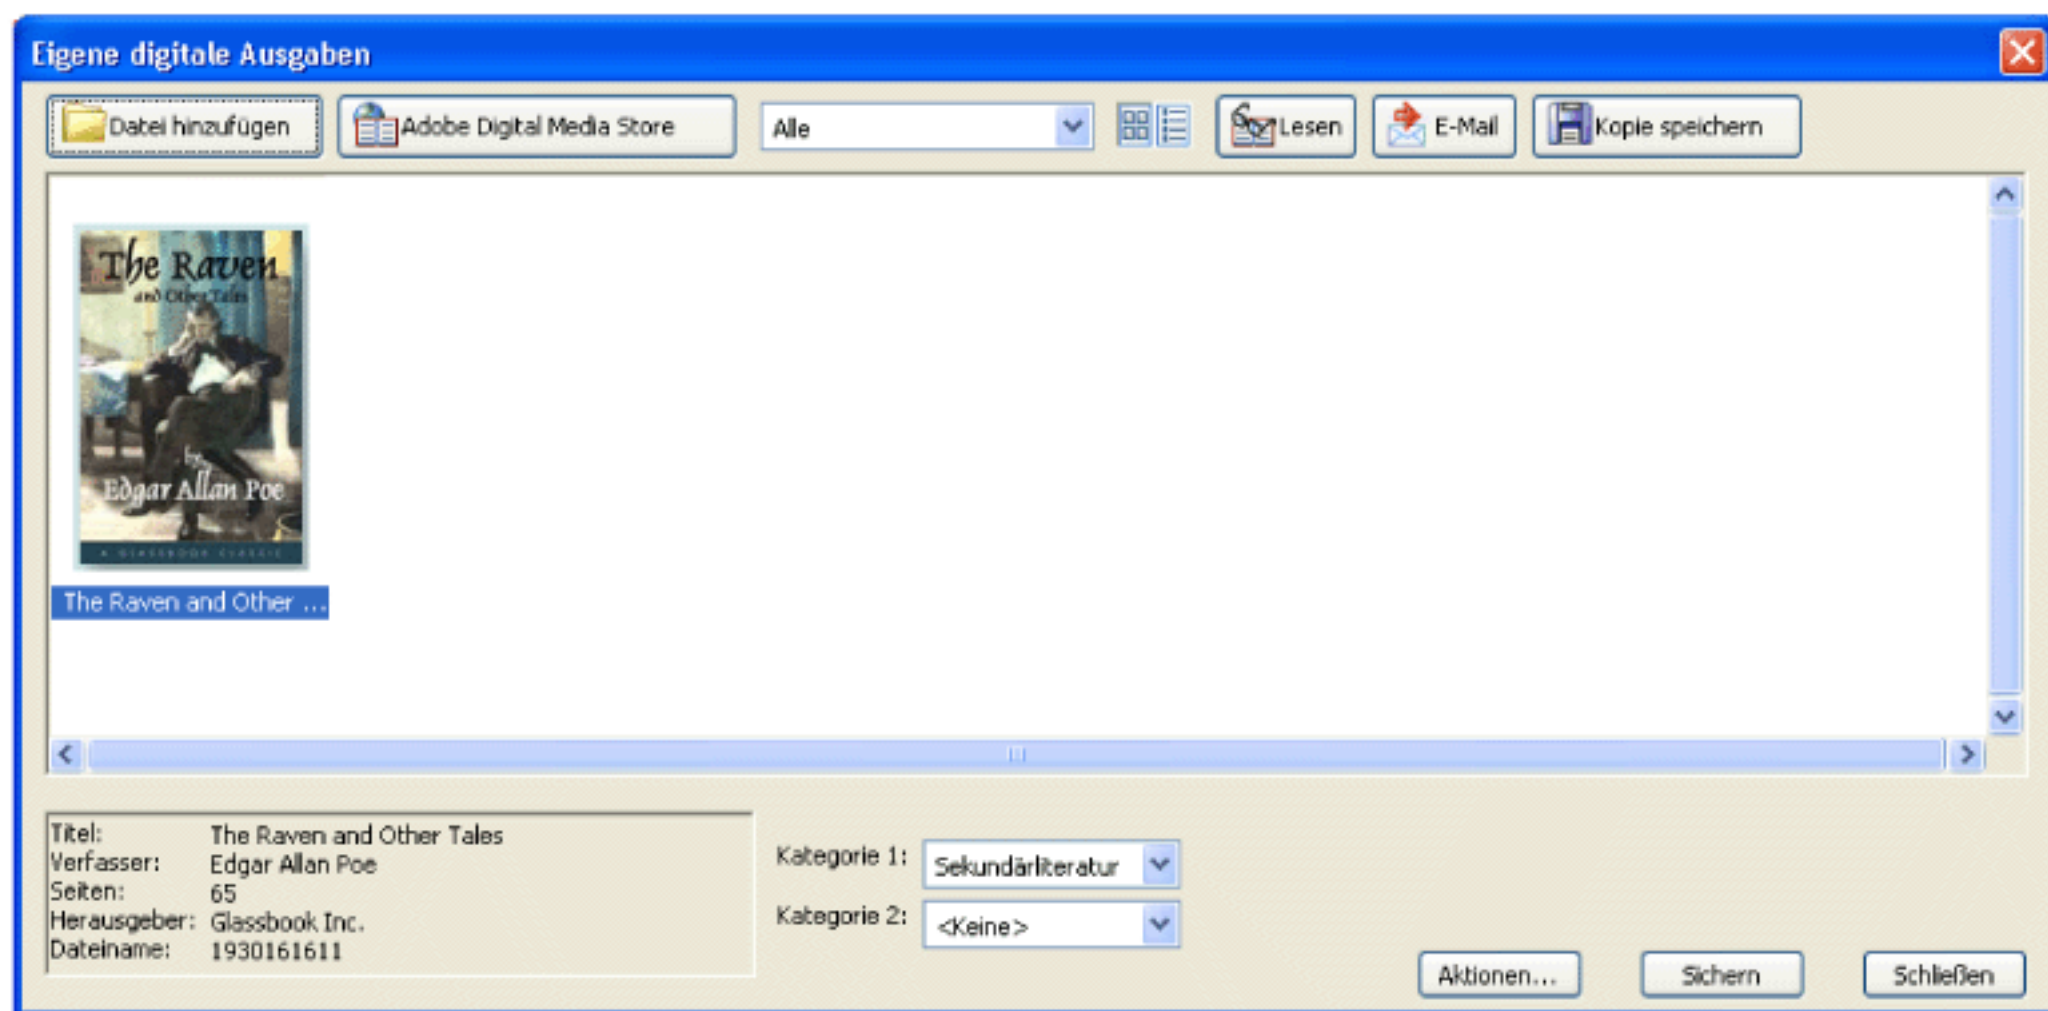 Eigene digitale Ausgaben
Datei hinzufügen
Adobe Digital Media Store
Alle
Lesen
E-Mail
Kopie speichern
The Raven
and Other Tales
by
Edgar Allan Poe
A GLASSBOOK CLASSIC
The Raven and Other ...
Titel: The Raven and Other Tales
Verfasser: Edgar Allan Poe
Seiten: 65
Herausgeber: Glassbook Inc.
Dateiname: 1930161611
Kategorie 1: Sekundärliteratur
Kategorie 2: <Keine>
Aktionen...
Sichern
Schließen